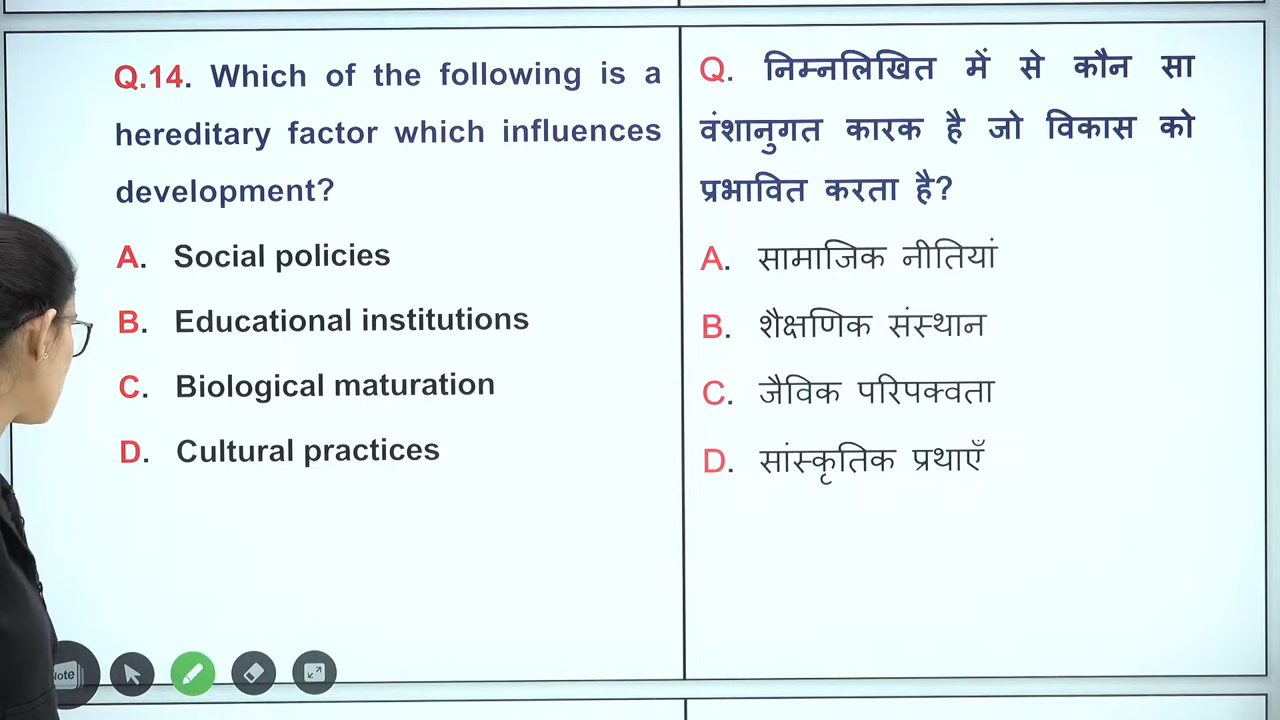 Q.14. Which of the following is a
hereditary factor which influences
development?
A. Social policies
B. Educational institutions
C. Biological maturation
D. Cultural practices
Q. निम्नलिखित में से कौन सा
वंशानुगत कारक है जो विकास को
प्रभावित करता है?
A. सामाजिक नीतियां
B. शैक्षणिक संस्थान
C. जैविक परिपक्वता
D. सांस्कृतिक प्रथाएँ